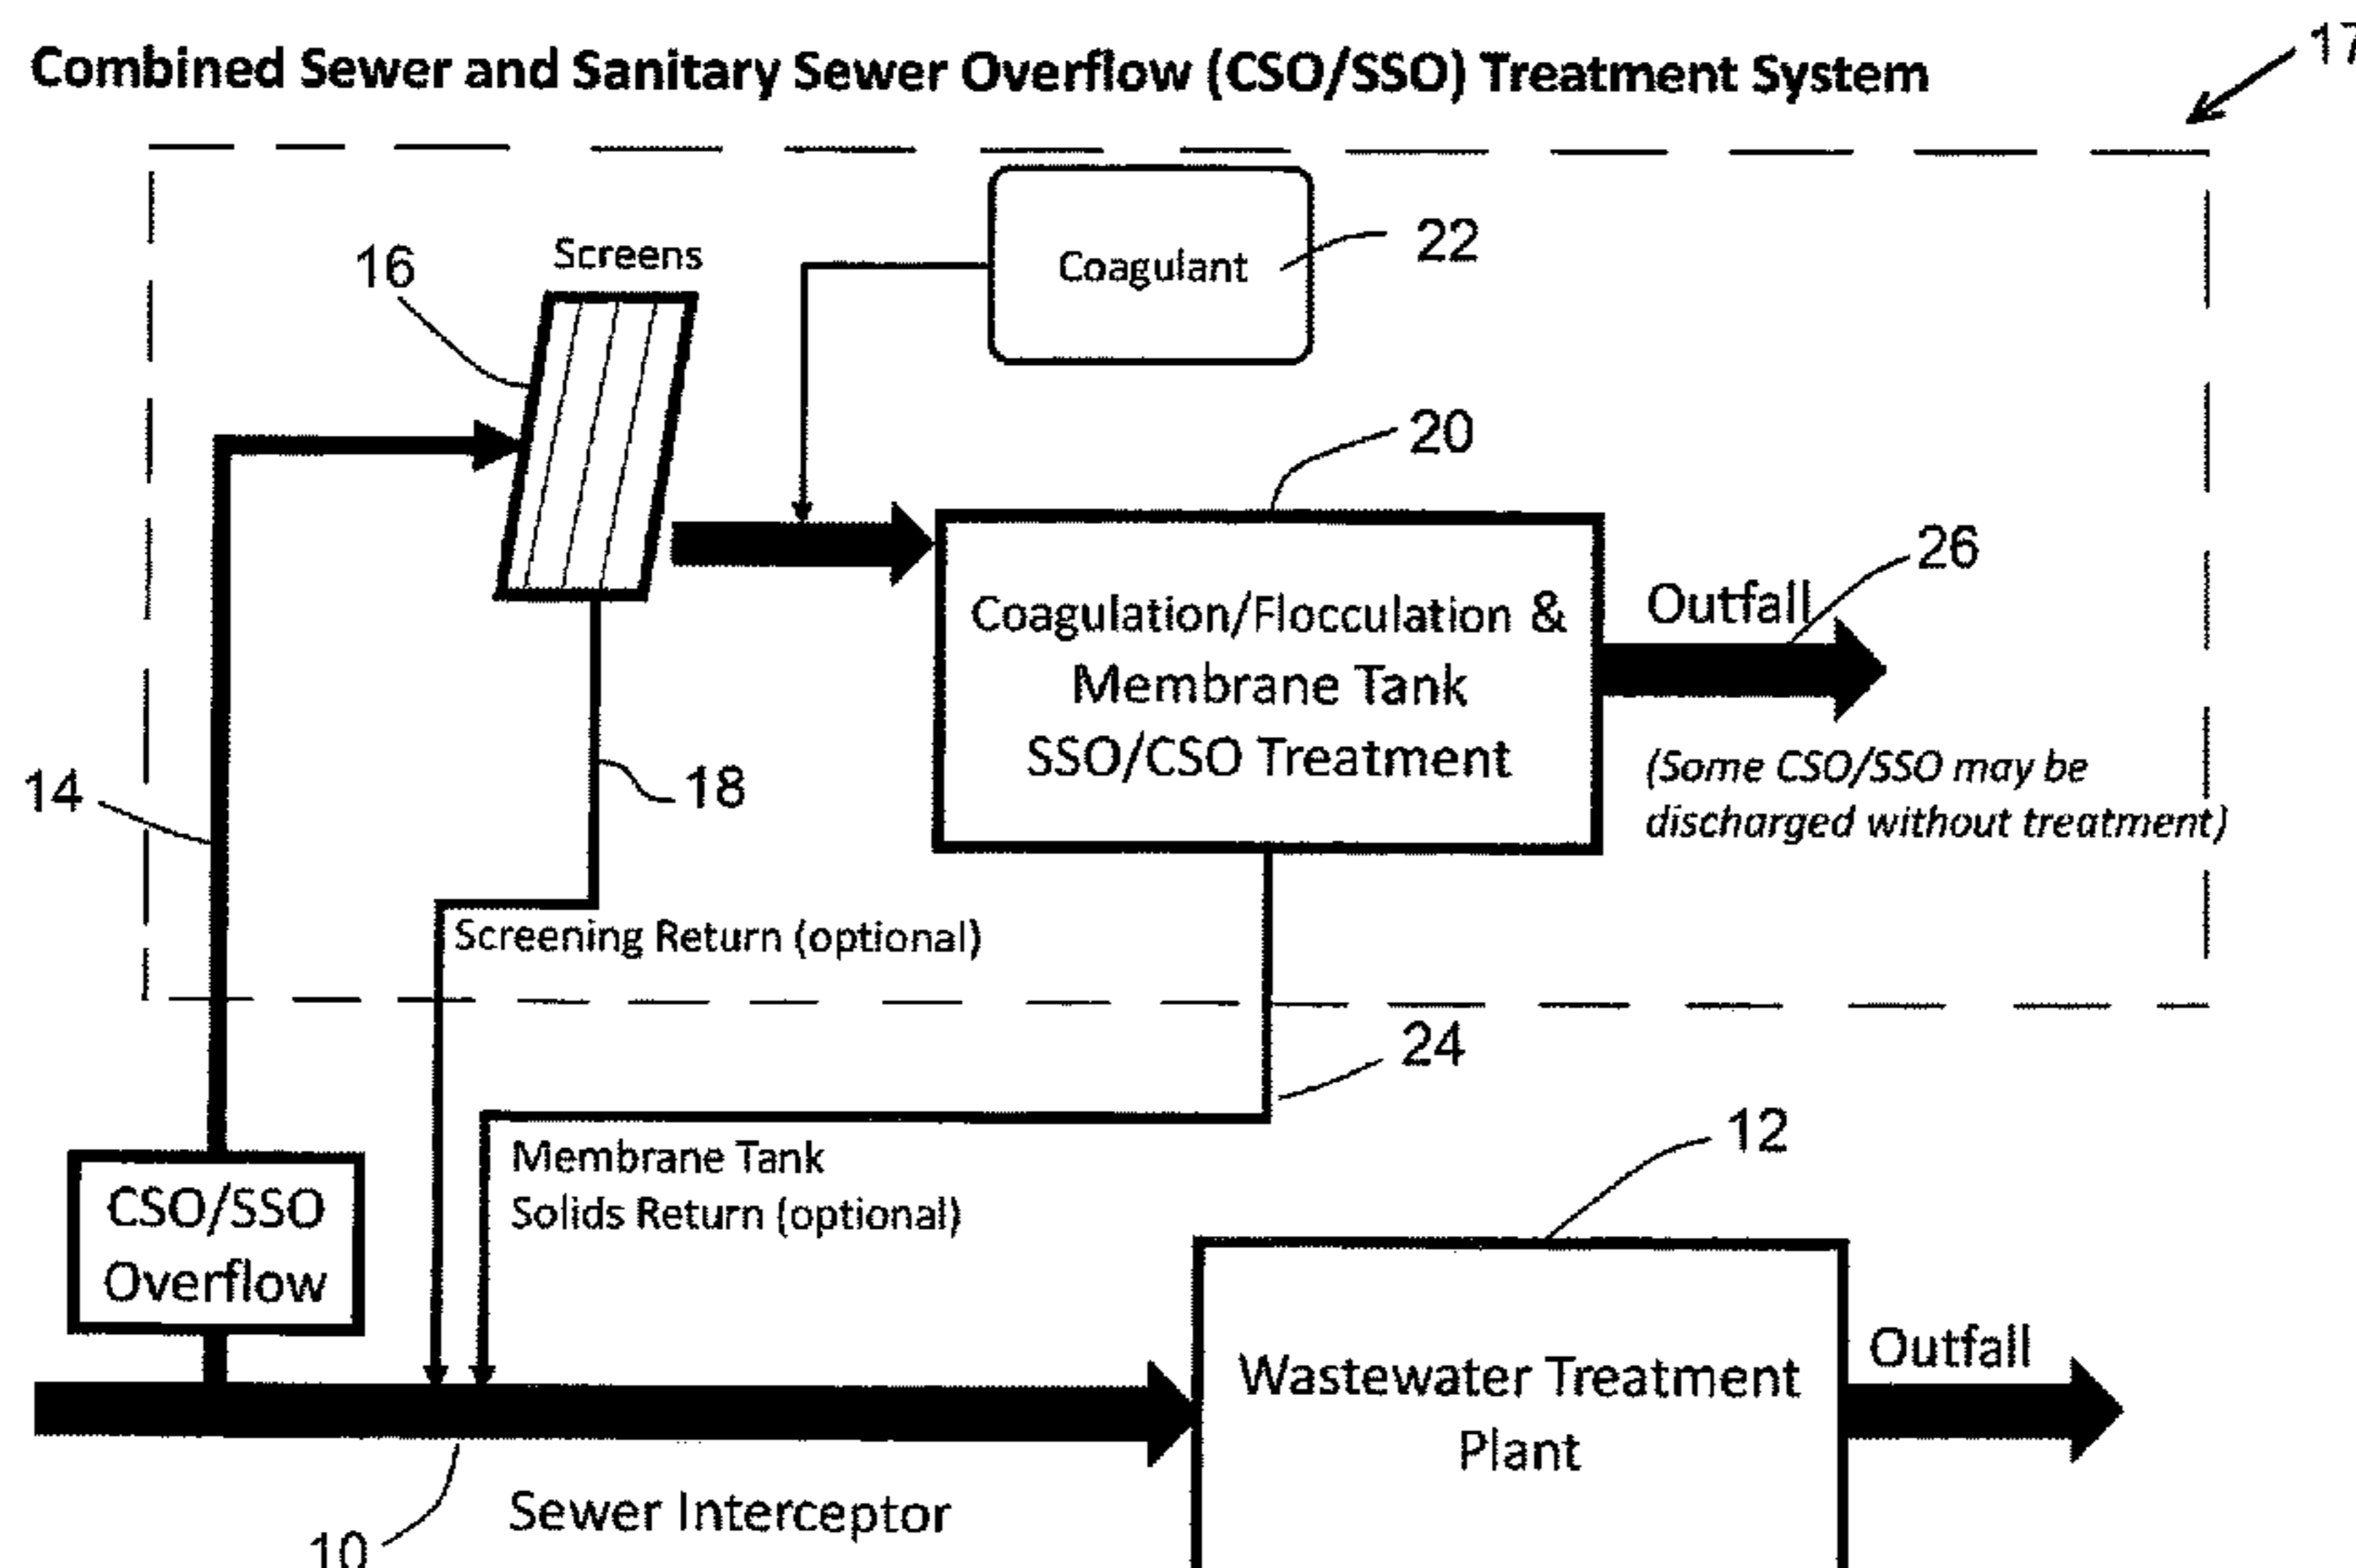 Combined Sewer and Sanitary Sewer Overflow (CSO/SSO) Treatment System
17
Screens
16
Coagulant
22
20
Coagulation/Flocculation &
Membrane Tank
SSO/CSO Treatment
26
Outfall
(Some CSO/SSO may be
discharged without treatment)
14
18
Screening Return (optional)
24
Membrane Tank
Solids Return (optional)
12
CSO/SSO
Overflow
Wastewater Treatment
Plant
Outfall
Sewer Interceptor
10